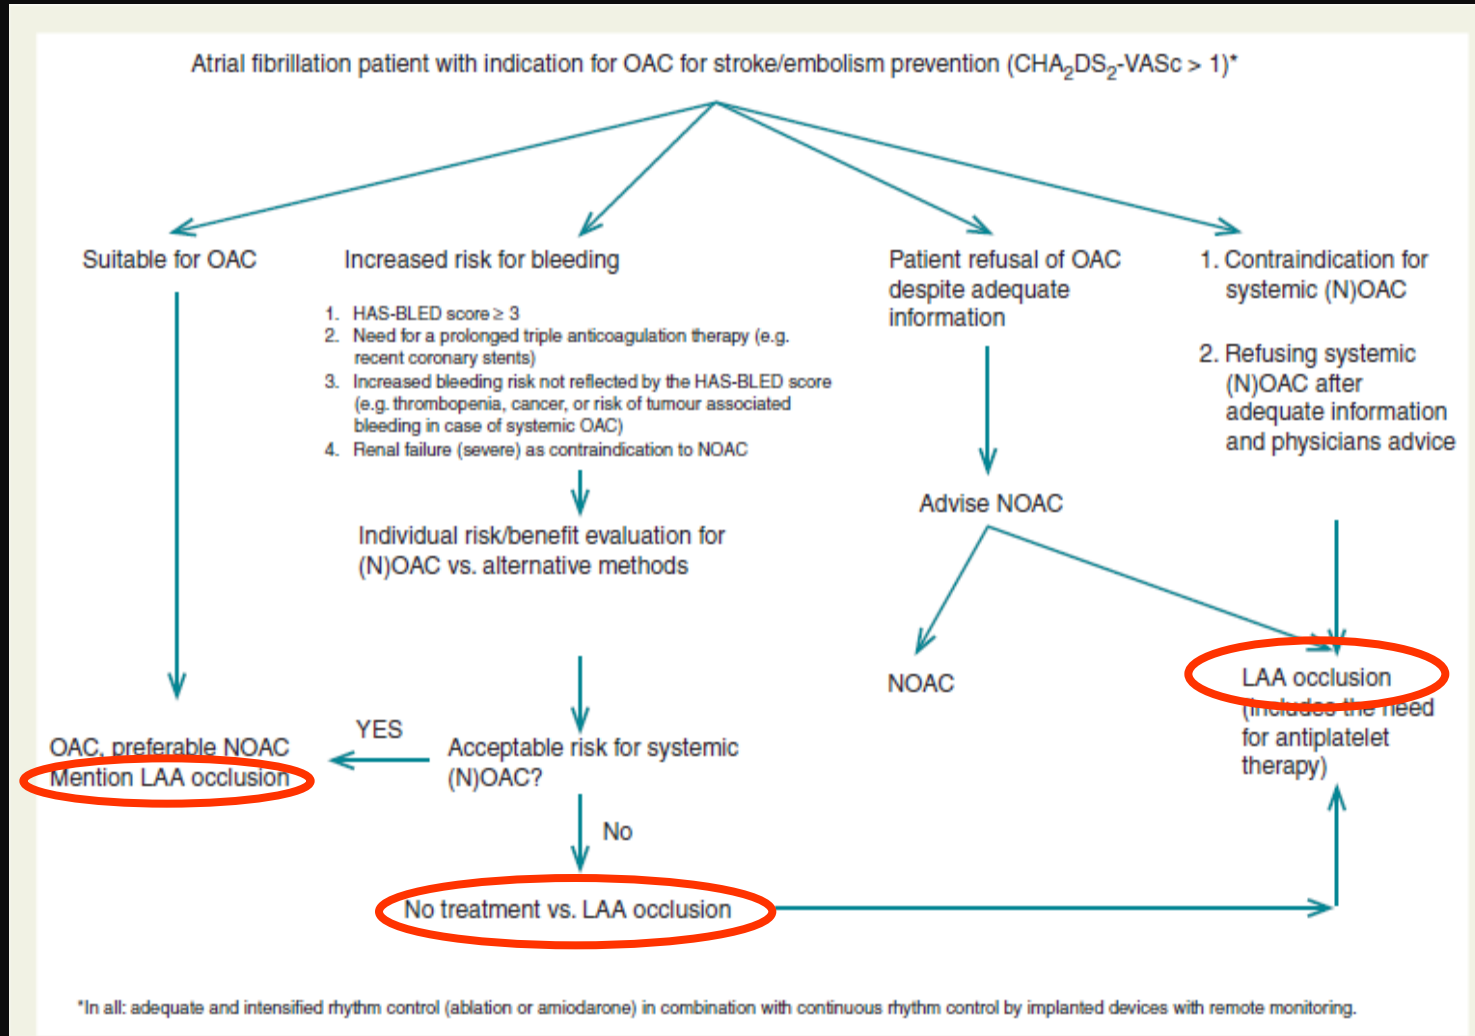 Atrial fibrillation patient with indication for OAC for stroke/embolism prevention (CHA₂DS₂-VASc > 1)*
Suitable for OAC
Increased risk for bleeding
1. HAS-BLED score ≥ 3
2. Need for a prolonged triple anticoagulation therapy (e.g.
recent coronary stents)
3. Increased bleeding risk not reflected by the HAS-BLED score
(e.g. thrombopenia, cancer, or risk of tumour associated
bleeding in case of systemic OAC)
4. Renal failure (severe) as contraindication to NOAC
Patient refusal of OAC
despite adequate
information
1. Contraindication for
systemic (N)OAC
2. Refusing systemic
(N)OAC after
adequate information
and physicians advice
Individual risk/benefit evaluation for
(N)OAC vs. alternative methods
Advise NOAC
NOAC
LAA occlusion
(includes the need
for antiplatelet
therapy)
OAC, preferable NOAC
Mention LAA occlusion
YES
Acceptable risk for systemic
(N)OAC?
No
No treatment vs. LAA occlusion
*In all: adequate and intensified rhythm control (ablation or amiodarone) in combination with continuous rhythm control by implanted devices with remote monitoring.